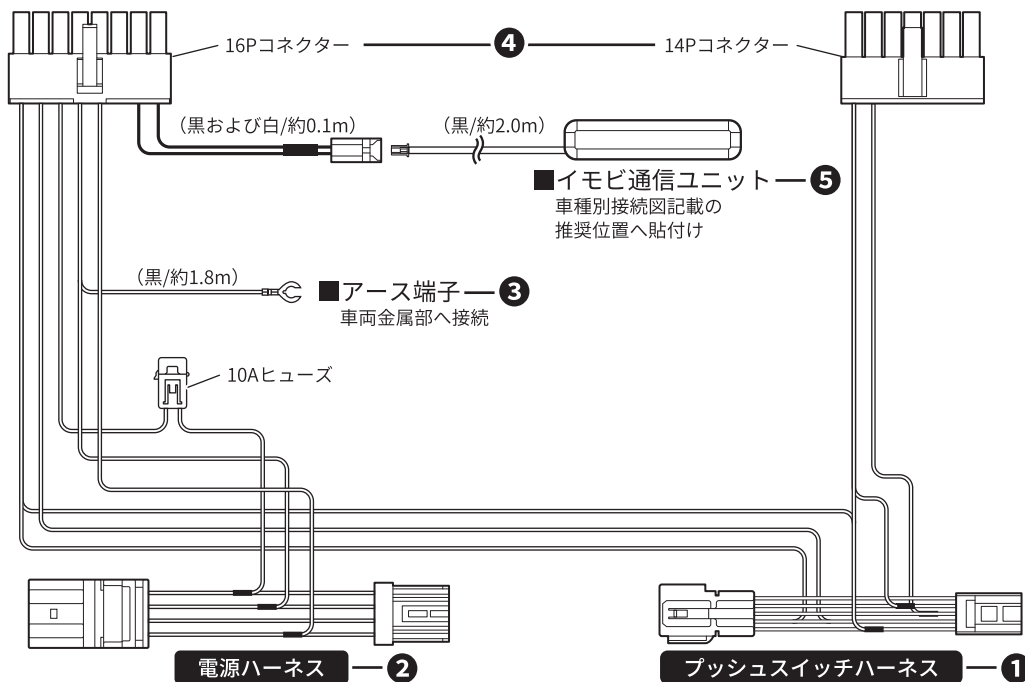 16Pコネクター
❹
14Pコネクター
（黒および白/約0.1m）
（黒/約2.0m）
■イモビ通信ユニット
❺
車種別接続図記載の
推奨位置へ貼付け
（黒/約1.8m）
■アース端子
❸
車両金属部へ接続
10Aヒューズ
電源ハーネス
❷
プッシュスイッチハーネス
❶